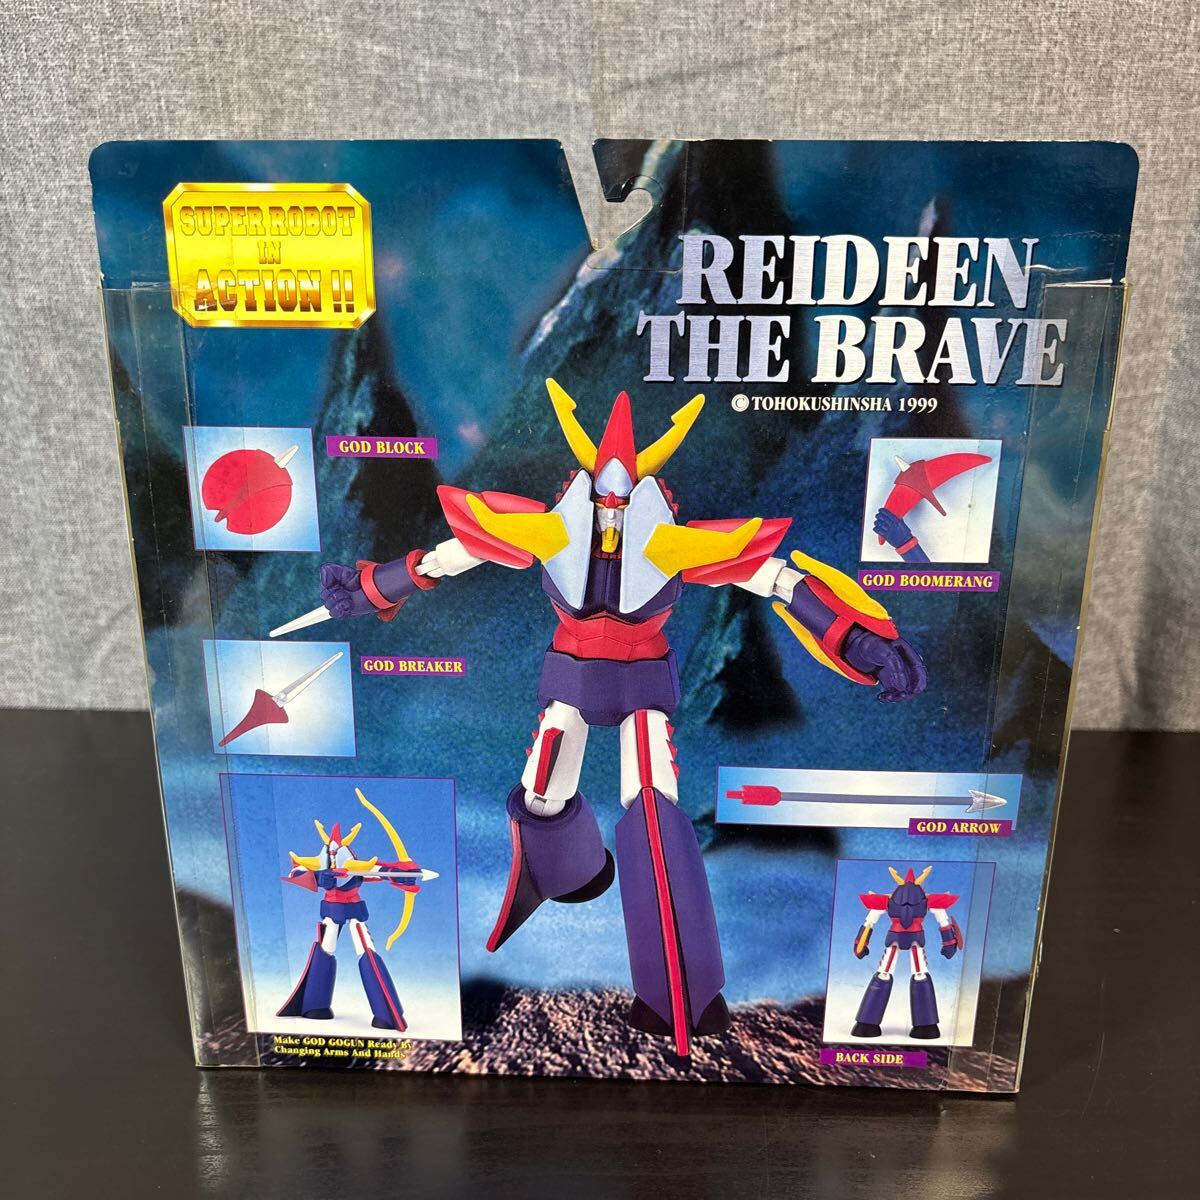 SUPER ROBOT
IN
ACTION !!
REIDEEN
THE BRAVE
© TOHOKUSHINSHA 1999
GOD BLOCK
GOD BOOMERANG
GOD BREAKER
GOD ARROW
Make GOD GOGUN Ready By
Changing Arms And Hands
BACK SIDE